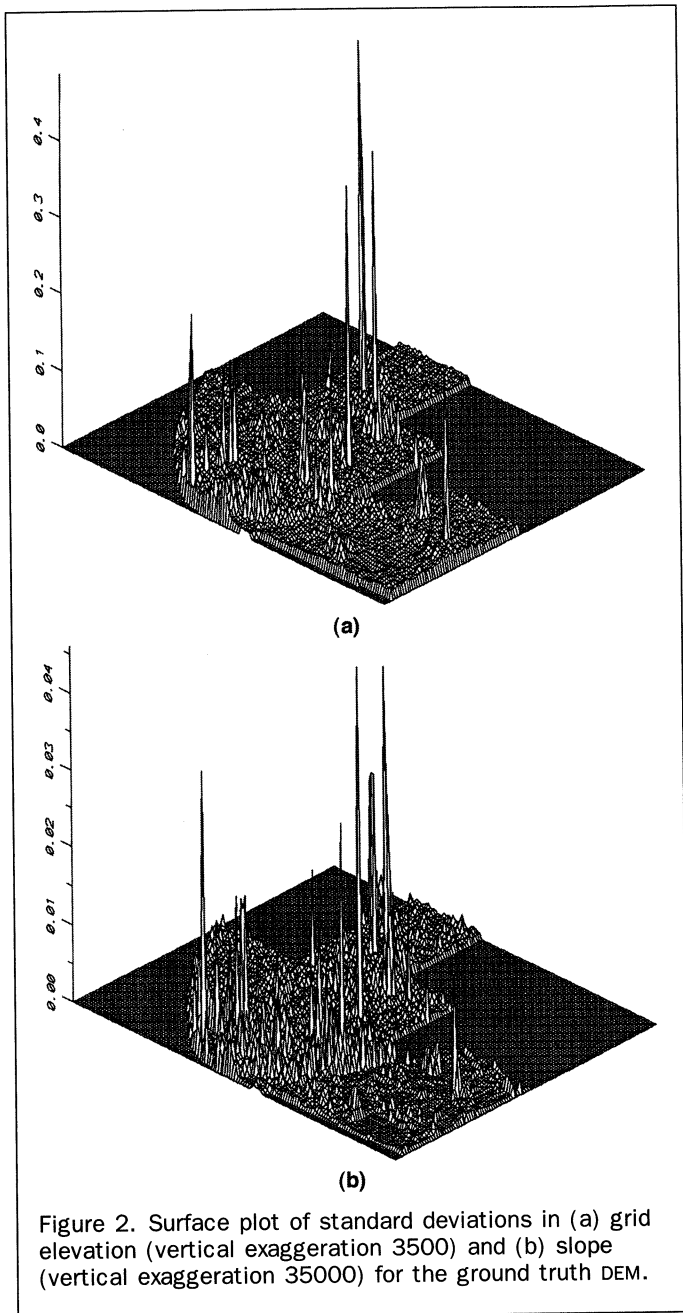 0.4
0.3
0.2
0.1
0.0
(a)
0.04
0.03
0.02
0.01
0.00
(b)
Figure 2. Surface plot of standard deviations in (a) grid
elevation (vertical exaggeration 3500) and (b) slope
(vertical exaggeration 35000) for the ground truth DEM.